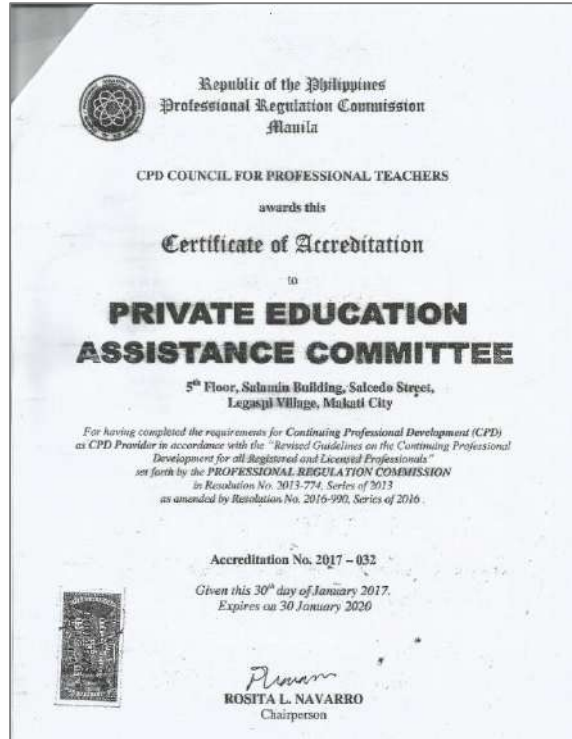 Republic of the Philippines
Professional Regulation Commission
Manila
CPD COUNCIL FOR PROFESSIONAL TEACHERS
awards this
Certificate of Accreditation
to
PRIVATE EDUCATION
ASSISTANCE COMMITTEE
5th Floor, Salamin Building, Salcedo Street,
Legaspi Village, Makati City
For having completed the requirements for Continuing Professional Development (CPD)
as CPD Provider in accordance with the "Revised Guidelines on the Continuing Professional
Development for all Registered and Licensed Professionals"
set forth by the PROFESSIONAL REGULATION COMMISSION
in Resolution No. 2013-774, Series of 2013
as amended by Resolution No. 2016-990, Series of 2016 .
Accreditation No. 2017 – 032
Given this 30th day of January 2017.
Expires on 30 January 2020
ROSITA L. NAVARRO
Chairperson